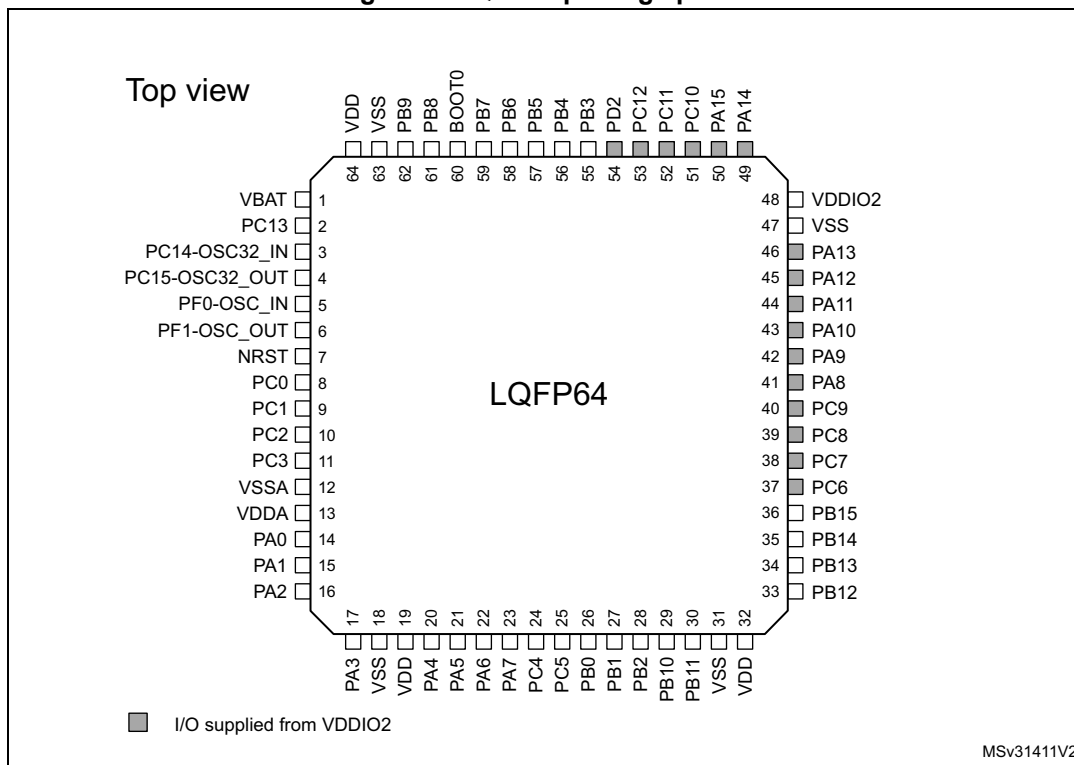 Top view
VDD
VSS
PB9
PB8
BOOT0
PB7
PB6
PB5
PB4
PB3
PD2
PC12
PC11
PC10
PA15
PA14
64
63
62
61
60
59
58
57
56
55
54
53
52
51
50
49
VBAT 1
PC13 2
PC14-OSC32_IN 3
PC15-OSC32_OUT 4
PF0-OSC_IN 5
PF1-OSC_OUT 6
NRST 7
PC0 8
PC1 9
PC2 10
PC3 11
VSSA 12
VDDA 13
PA0 14
PA1 15
PA2 16
LQFP64
48 VDDIO2
47 VSS
46 PA13
45 PA12
44 PA11
43 PA10
42 PA9
41 PA8
40 PC9
39 PC8
38 PC7
37 PC6
36 PB15
35 PB14
34 PB13
33 PB12
17
18
19
20
21
22
23
24
25
26
27
28
29
30
31
32
PA3
VSS
VDD
PA4
PA5
PA6
PA7
PC4
PC5
PB0
PB1
PB2
PB10
PB11
VSS
VDD
I/O supplied from VDDIO2
MSv31411V2